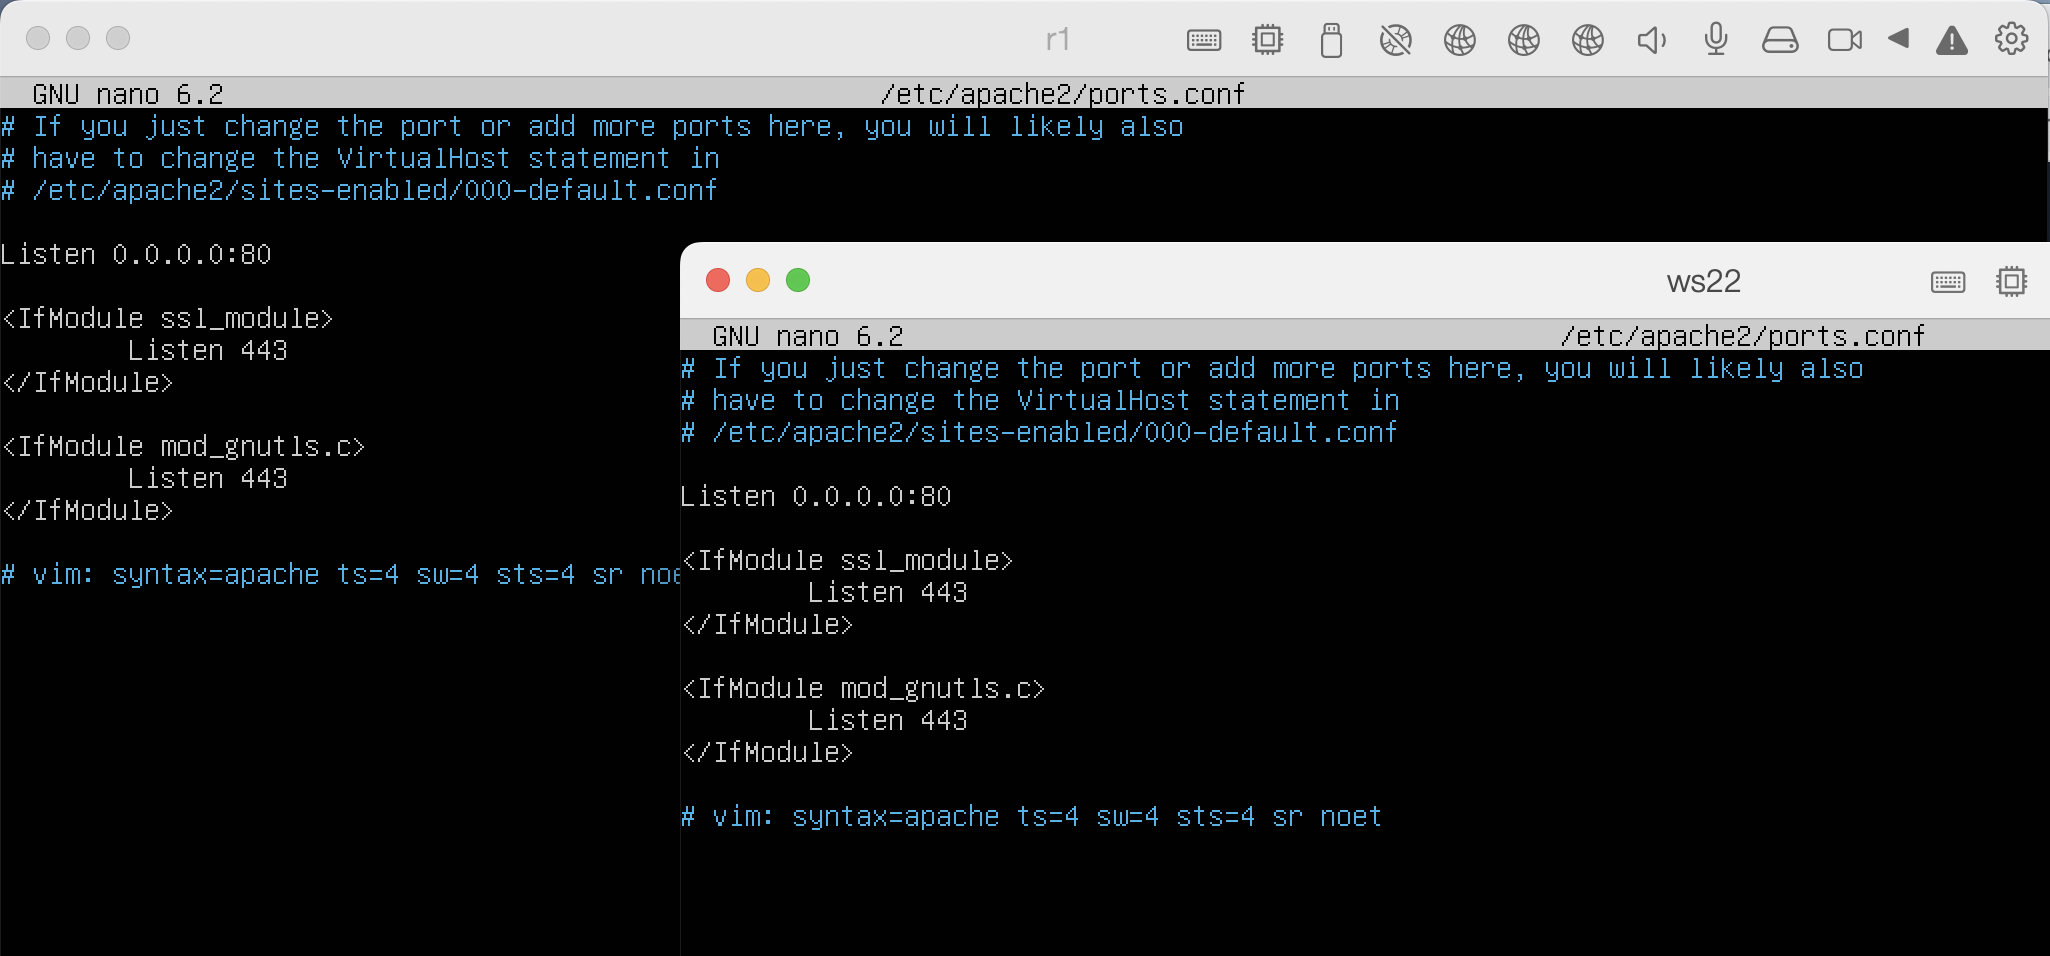 r1
GNU nano 6.2 /etc/apache2/ports.conf
# If you just change the port or add more ports here, you will likely also
# have to change the VirtualHost statement in
# /etc/apache2/sites-enabled/000-default.conf
Listen 0.0.0.0:80
<IfModule ssl_module>
Listen 443
</IfModule>
<IfModule mod_gnutls.c>
Listen 443
</IfModule>
# vim: syntax=apache ts=4 sw=4 sts=4 sr noe
ws22
GNU nano 6.2 /etc/apache2/ports.conf
# If you just change the port or add more ports here, you will likely also
# have to change the VirtualHost statement in
# /etc/apache2/sites-enabled/000-default.conf
Listen 0.0.0.0:80
<IfModule ssl_module>
Listen 443
</IfModule>
<IfModule mod_gnutls.c>
Listen 443
</IfModule>
# vim: syntax=apache ts=4 sw=4 sts=4 sr noet